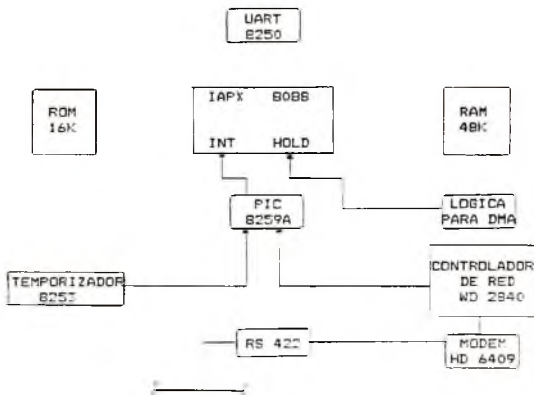 UART
8250
IAPX 8088
INT HOLD
ROM
16K
RAM
48K
PIC
8259A
LOGICA
PARA DMA
TEMPORIZADOR
8253
CONTROLADOR
DE RED
WD 2840
RS 422
MODEM
HD 6409